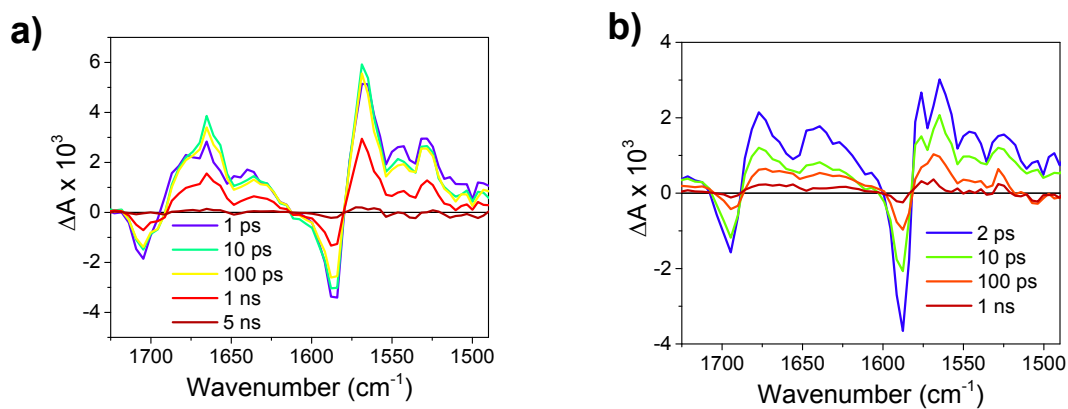 a)
ΔA x 10³
6
4
2
0
-2
-4
1 ps
10 ps
100 ps
1 ns
5 ns
1700 1650 1600 1550 1500
Wavenumber (cm⁻¹)
b)
ΔA x 10³
4
2
0
-2
-4
2 ps
10 ps
100 ps
1 ns
1700 1650 1600 1550 1500
Wavenumber (cm⁻¹)